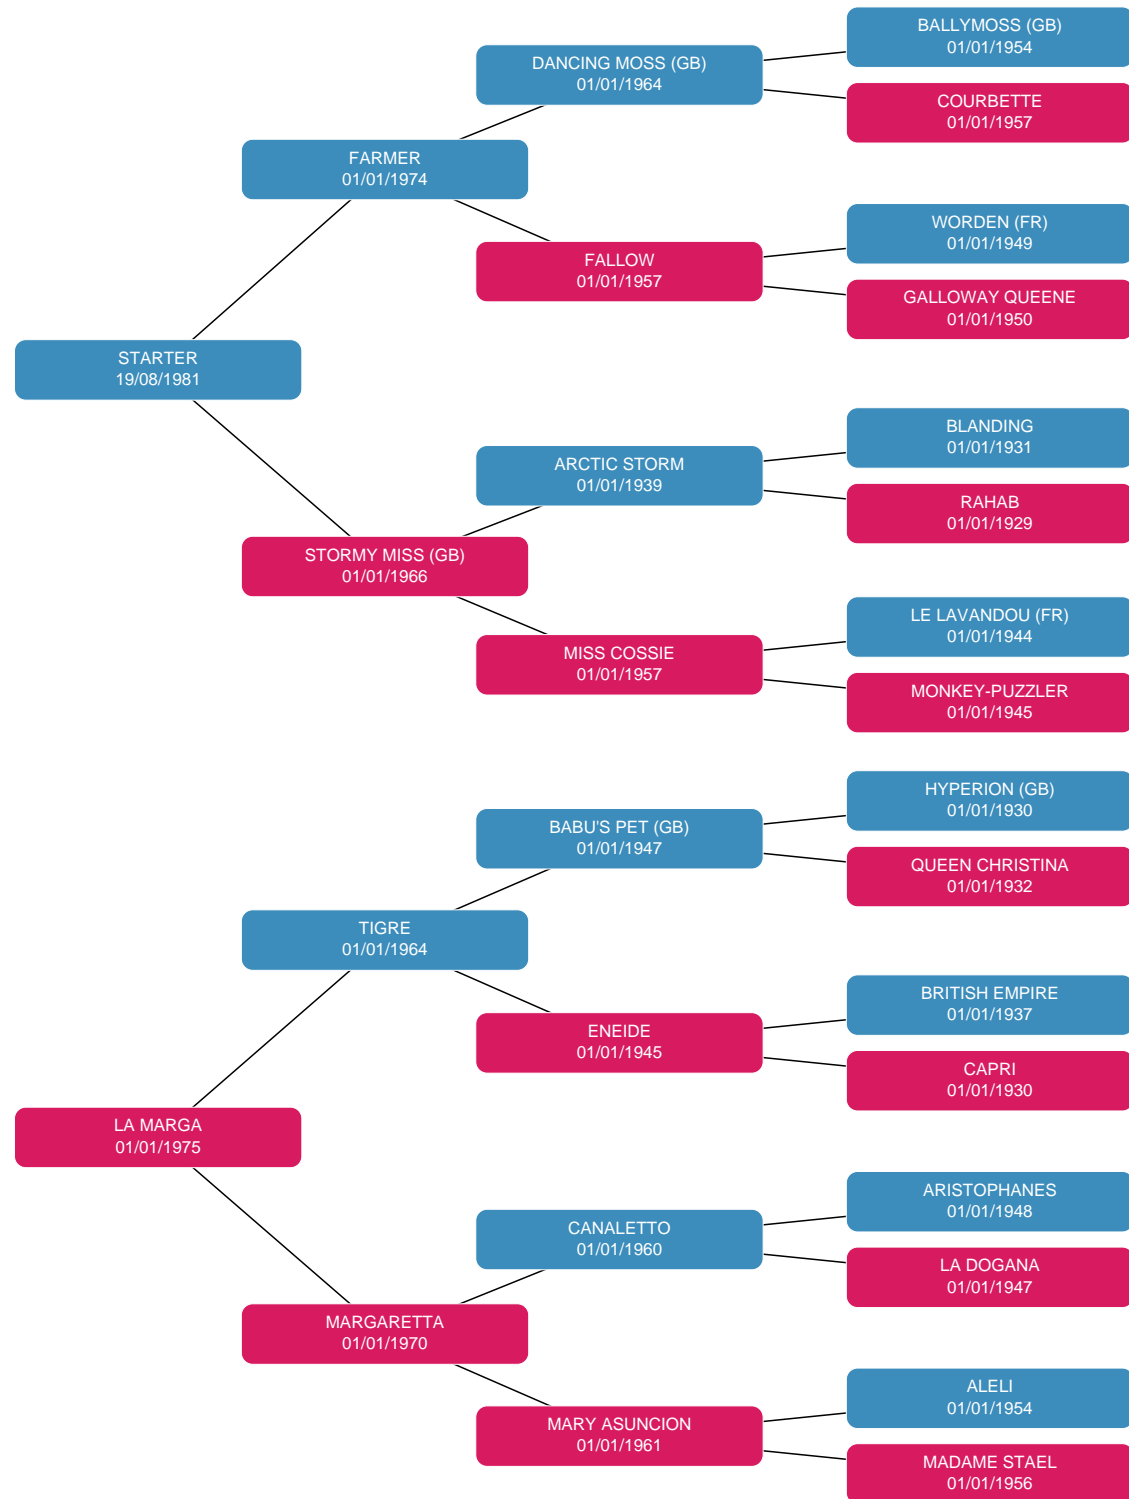 BALLYMOSS (GB)
01/01/1954
DANCING MOSS (GB)
01/01/1964
COURBETTE
01/01/1957
FARMER
01/01/1974
WORDEN (FR)
01/01/1949
FALLOW
01/01/1957
GALLOWAY QUEENE
01/01/1950
STARTER
19/08/1981
BLANDING
01/01/1931
ARCTIC STORM
01/01/1939
RAHAB
01/01/1929
STORMY MISS (GB)
01/01/1966
LE LAVANDOU (FR)
01/01/1944
MISS COSSIE
01/01/1957
MONKEY-PUZZLER
01/01/1945
HYPERION (GB)
01/01/1930
BABU'S PET (GB)
01/01/1947
QUEEN CHRISTINA
01/01/1932
TIGRE
01/01/1964
BRITISH EMPIRE
01/01/1937
ENEIDE
01/01/1945
CAPRI
01/01/1930
LA MARGA
01/01/1975
ARISTOPHANES
01/01/1948
CANALETTO
01/01/1960
LA DOGANA
01/01/1947
MARGARETTA
01/01/1970
ALELI
01/01/1954
MARY ASUNCION
01/01/1961
MADAME STAEL
01/01/1956